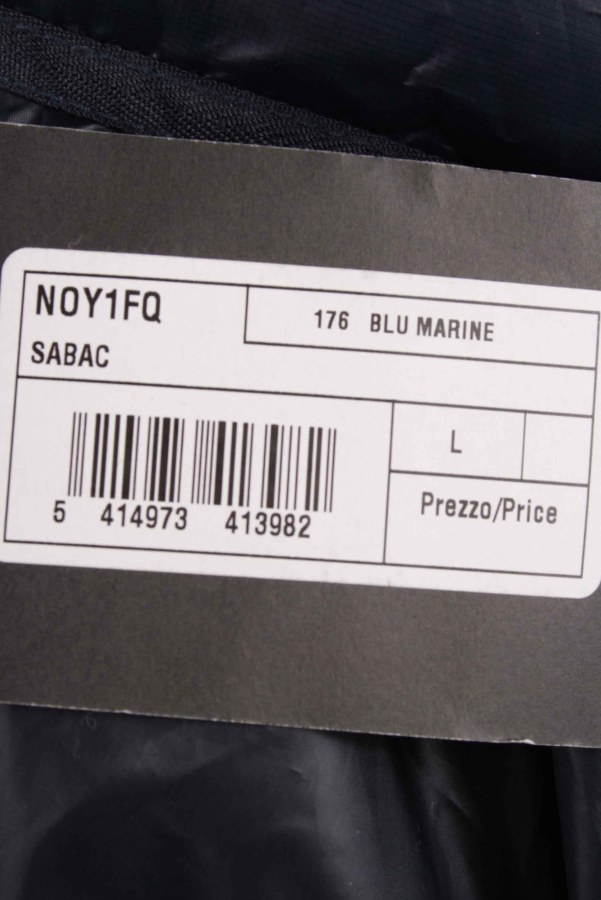 NOY1FQ
176 BLU MARINE
SABAC
L
5 414973 413982
Prezzo/Price